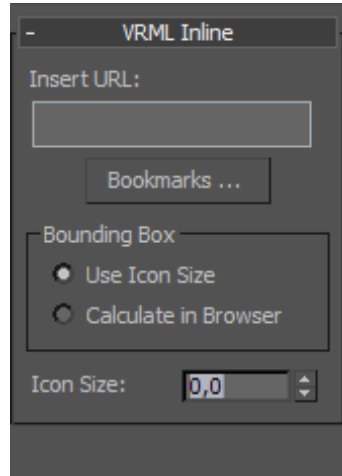 - VRML Inline
Insert URL:
Bookmarks ...
Bounding Box
Use Icon Size
Calculate in Browser
Icon Size: 0,0